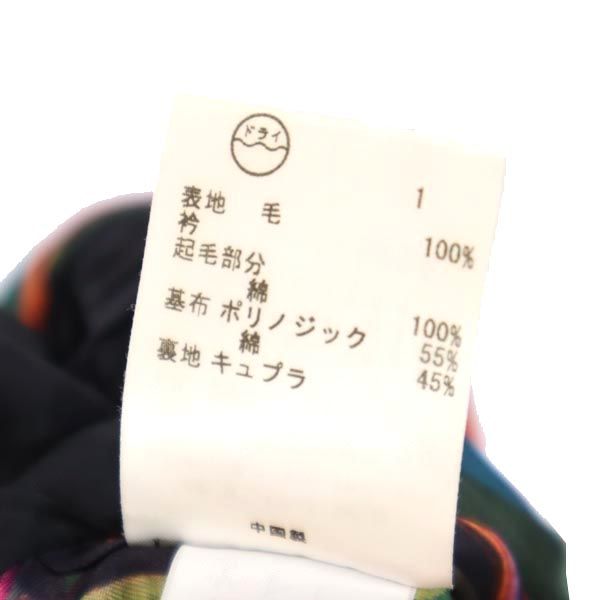 ドライ
1
表地 毛 100%
衿
起毛部分
綿 100%
基布 ポリノジック 55%
綿 45%
裏地 キュプラ
中国製